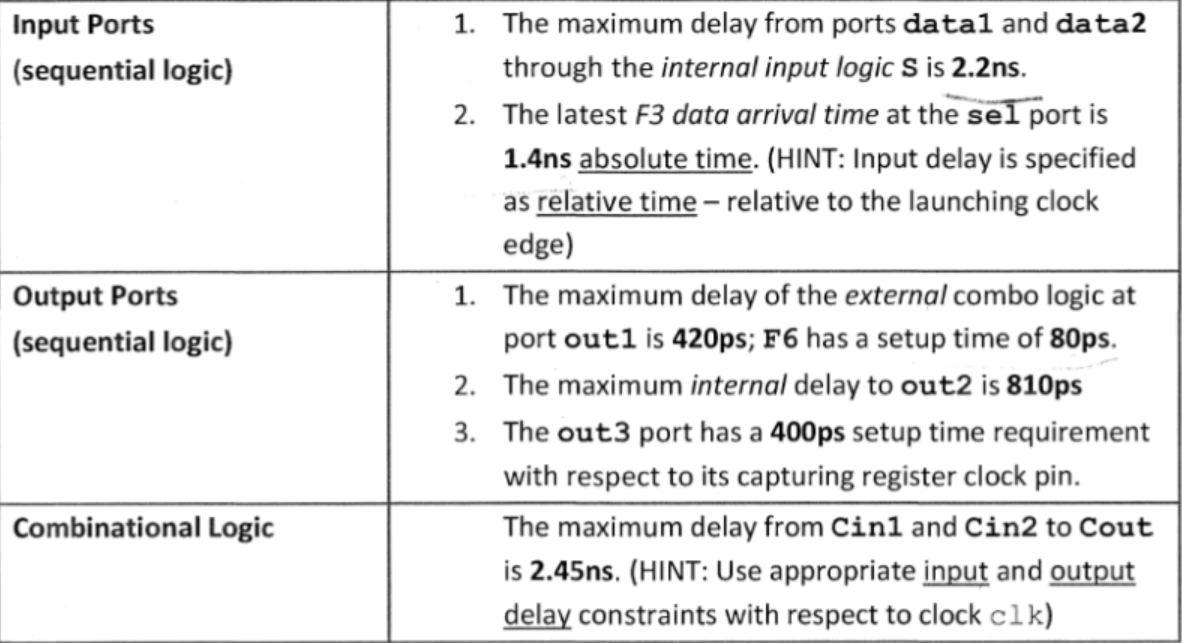 Input Ports
(sequential logic)
1. The maximum delay from ports data1 and data2
through the internal input logic S is 2.2ns.
2. The latest F3 data arrival time at the sel port is
1.4ns absolute time. (HINT: Input delay is specified
as relative time – relative to the launching clock
edge)
Output Ports
(sequential logic)
1. The maximum delay of the external combo logic at
port out1 is 420ps; F6 has a setup time of 80ps.
2. The maximum internal delay to out2 is 810ps
3. The out3 port has a 400ps setup time requirement
with respect to its capturing register clock pin.
Combinational Logic
The maximum delay from Cin1 and Cin2 to Cout
is 2.45ns. (HINT: Use appropriate input and output
delay constraints with respect to clock clk)